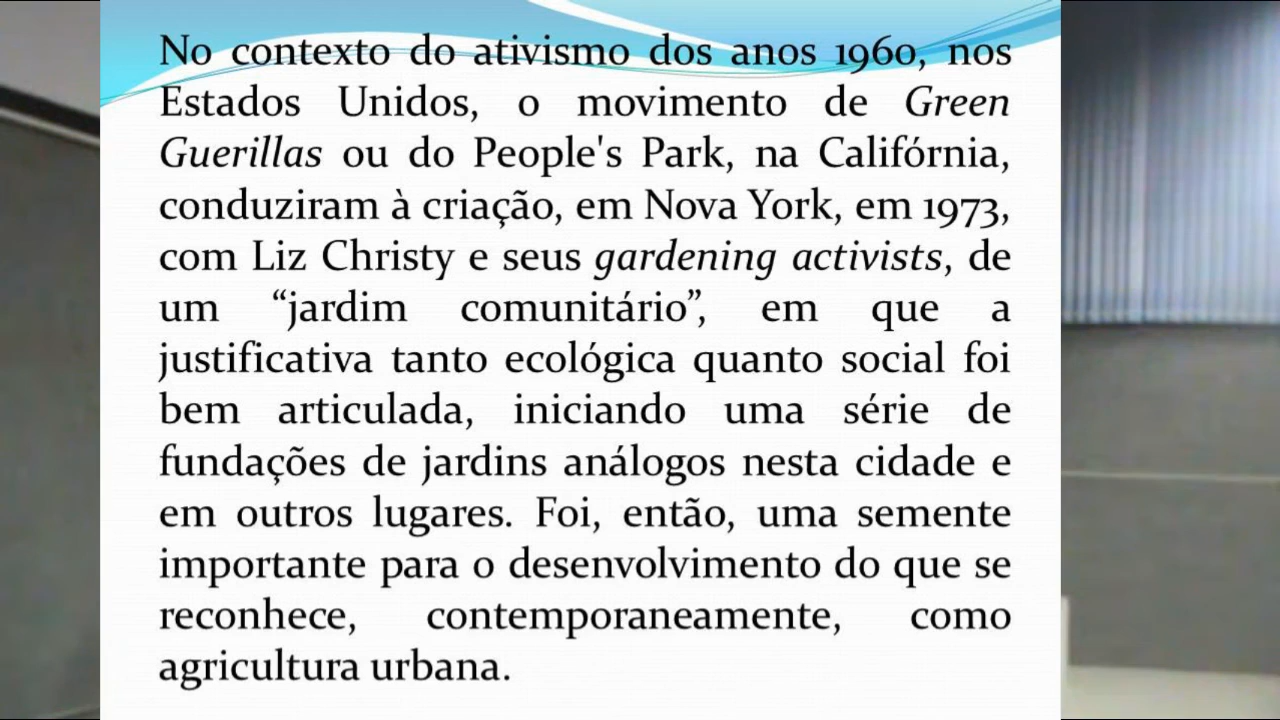 No contexto do ativismo dos anos 1960, nos
Estados Unidos, o movimento de Green
Guerillas ou do People's Park, na Califórnia,
conduziram à criação, em Nova York, em 1973,
com Liz Christy e seus gardening activists, de
um “jardim comunitário”, em que a
justificativa tanto ecológica quanto social foi
bem articulada, iniciando uma série de
fundações de jardins análogos nesta cidade e
em outros lugares. Foi, então, uma semente
importante para o desenvolvimento do que se
reconhece, contemporaneamente, como
agricultura urbana.